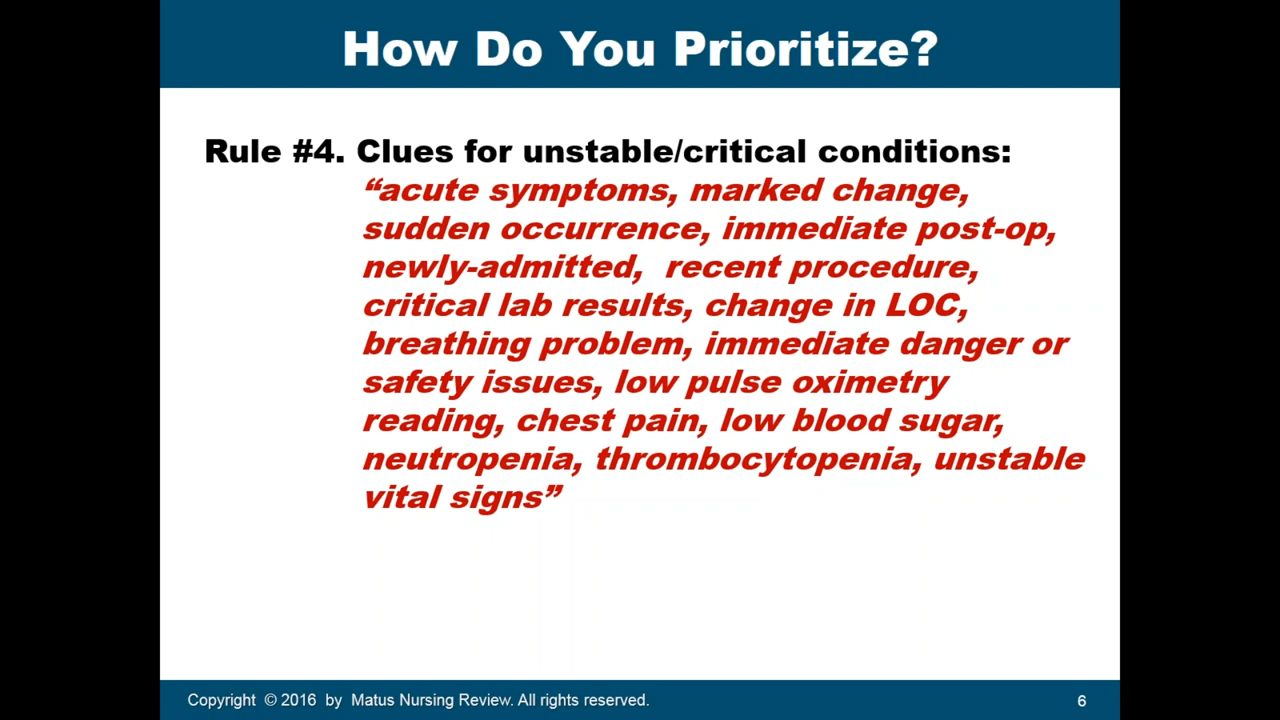 How Do You Prioritize?
Rule #4. Clues for unstable/critical conditions:
“acute symptoms, marked change,
sudden occurrence, immediate post-op,
newly-admitted,  recent procedure,
critical lab results, change in LOC,
breathing problem, immediate danger or
safety issues, low pulse oximetry
reading, chest pain, low blood sugar,
neutropenia, thrombocytopenia, unstable
vital signs”
Copyright © 2016 by Matus Nursing Review. All rights reserved.
6